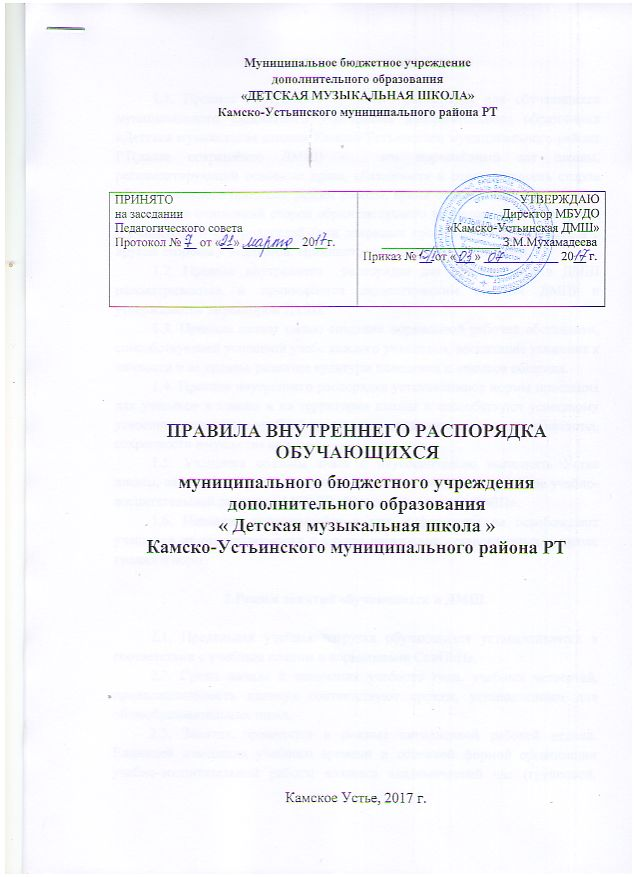 Муниципальное бюджетное учреждение
дополнительного образования
«ДЕТСКАЯ МУЗЫКАЛЬНАЯ ШКОЛА»
Камско-Устьинского муниципального района РТ
ПРИНЯТО
на заседании
Педагогического совета
Протокол № 7 от «31» марта 2017 г.
УТВЕРЖДАЮ
Директор МБУДО
«Камско-Устьинская ДМШ»
З.М.Мухамадеева
Приказ № от « 03 » 04 2017 г.
ПРАВИЛА ВНУТРЕННЕГО РАСПОРЯДКА
ОБУЧАЮЩИХСЯ
муниципального бюджетного учреждения
дополнительного образования
« Детская музыкальная школа »
Камско-Устьинского муниципального района РТ
Камское Устье, 2017 г.